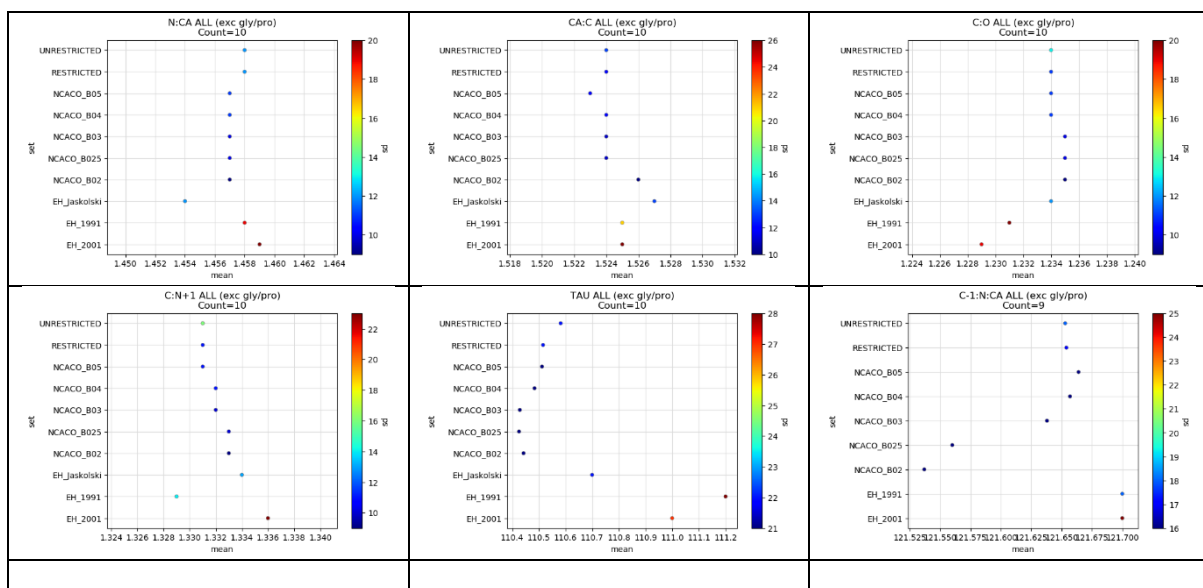 N:CA ALL (exc gly/pro)
Count=10
UNRESTRICTED
RESTRICTED
NCACO_B05
NCACO_B04
NCACO_B03
NCACO_B025
NCACO_B02
EH_Jaskolski
EH_1991
EH_2001
set
1.450 1.452 1.454 1.456 1.457 1.458 1.460 1.462 1.464
mean
20
18
16
14
12
10
sd
CA:C ALL (exc gly/pro)
Count=10
UNRESTRICTED
RESTRICTED
NCACO_B05
NCACO_B04
NCACO_B03
NCACO_B025
NCACO_B02
EH_Jaskolski
EH_1991
EH_2001
set
1.518 1.520 1.522 1.524 1.526 1.528 1.530 1.532
mean
26
24
22
20
18
16
14
12
10
sd
C:O ALL (exc gly/pro)
Count=10
UNRESTRICTED
RESTRICTED
NCACO_B05
NCACO_B04
NCACO_B03
NCACO_B025
NCACO_B02
EH_Jaskolski
EH_1991
EH_2001
set
1.224 1.226 1.228 1.230 1.232 1.234 1.236 1.238 1.240
mean
20
18
16
14
12
10
sd
C:N+1 ALL (exc gly/pro)
Count=10
UNRESTRICTED
RESTRICTED
NCACO_B05
NCACO_B04
NCACO_B03
NCACO_B025
NCACO_B02
EH_Jaskolski
EH_1991
EH_2001
set
1.324 1.326 1.328 1.330 1.332 1.334 1.336 1.338 1.340
mean
22
20
18
16
14
12
10
sd
TAU ALL (exc gly/pro)
Count=10
UNRESTRICTED
RESTRICTED
NCACO_B05
NCACO_B04
NCACO_B03
NCACO_B025
NCACO_B02
EH_Jaskolski
EH_1991
EH_2001
set
110.4 110.5 110.6 110.7 110.8 110.9 111.0 111.1 111.2
mean
28
27
26
25
24
23
22
21
sd
C-1:N:CA ALL (exc gly/pro)
Count=9
UNRESTRICTED
RESTRICTED
NCACO_B05
NCACO_B04
NCACO_B03
NCACO_B025
NCACO_B02
EH_1991
EH_2001
set
121.525 121.550 121.575 121.600 121.625 121.650 121.675 121.700
mean
25
24
23
22
21
20
19
18
17
16
sd